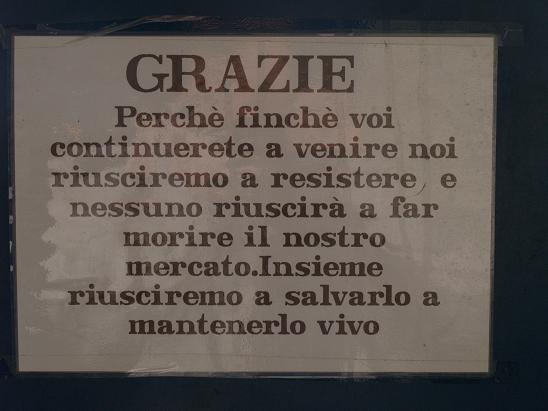 GRAZIE
Perchè finchè voi
continuerete a venire noi
riusciremo a resistere, e
nessuno riuscirà a far
morire il nostro
mercato.Insieme
riusciremo a salvarlo a
mantenerlo vivo